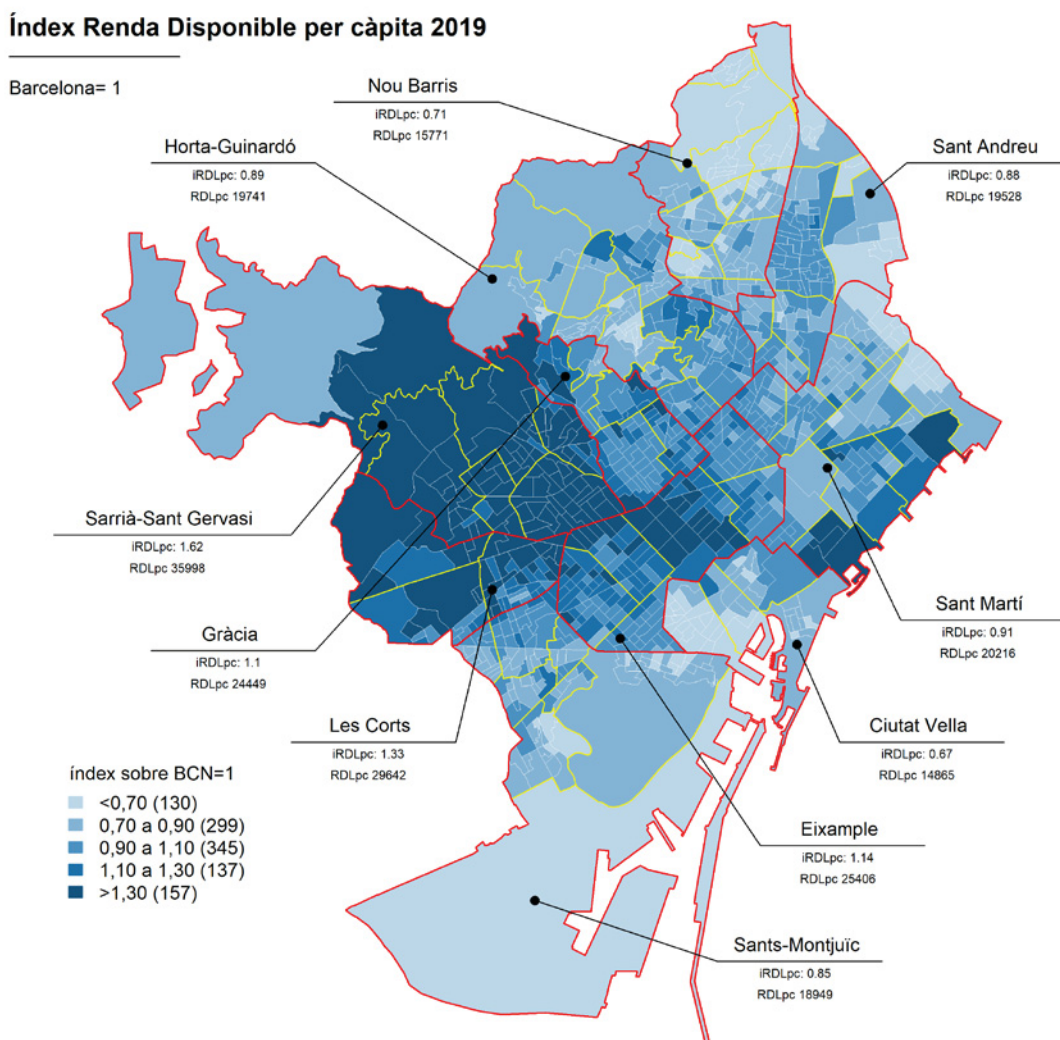 Índex Renda Disponible per càpita 2019
Barcelona= 1
Nou Barris
iRDLpc: 0.71
RDLpc 15771
Horta-Guinardó
iRDLpc: 0.89
RDLpc 19741
Sant Andreu
iRDLpc: 0.88
RDLpc 19528
Sarrià-Sant Gervasi
iRDLpc: 1.62
RDLpc 35998
Gràcia
iRDLpc: 1.1
RDLpc 24449
Sant Martí
iRDLpc: 0.91
RDLpc 20216
Les Corts
iRDLpc: 1.33
RDLpc 29642
Ciutat Vella
iRDLpc: 0.67
RDLpc 14865
Eixample
iRDLpc: 1.14
RDLpc 25406
Sants-Montjuïc
iRDLpc: 0.85
RDLpc 18949
índex sobre BCN=1
<0,70 (130)
0,70 a 0,90 (299)
0,90 a 1,10 (345)
1,10 a 1,30 (137)
>1,30 (157)